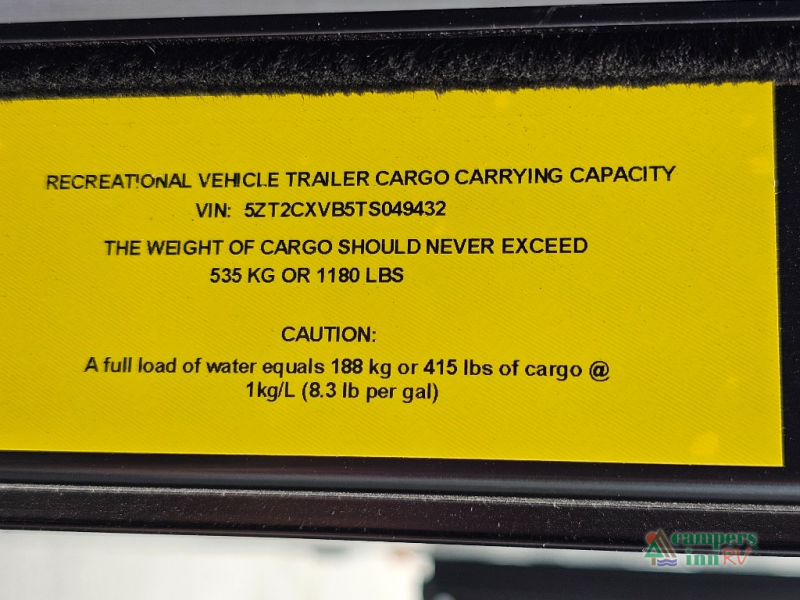 RECREATIONAL VEHICLE TRAILER CARGO CARRYING CAPACITY
VIN: 5ZT2CXVB5TS049432
THE WEIGHT OF CARGO SHOULD NEVER EXCEED
535 KG OR 1180 LBS
CAUTION:
A full load of water equals 188 kg or 415 lbs of cargo @
1kg/L (8.3 lb per gal)
campers
inn RV